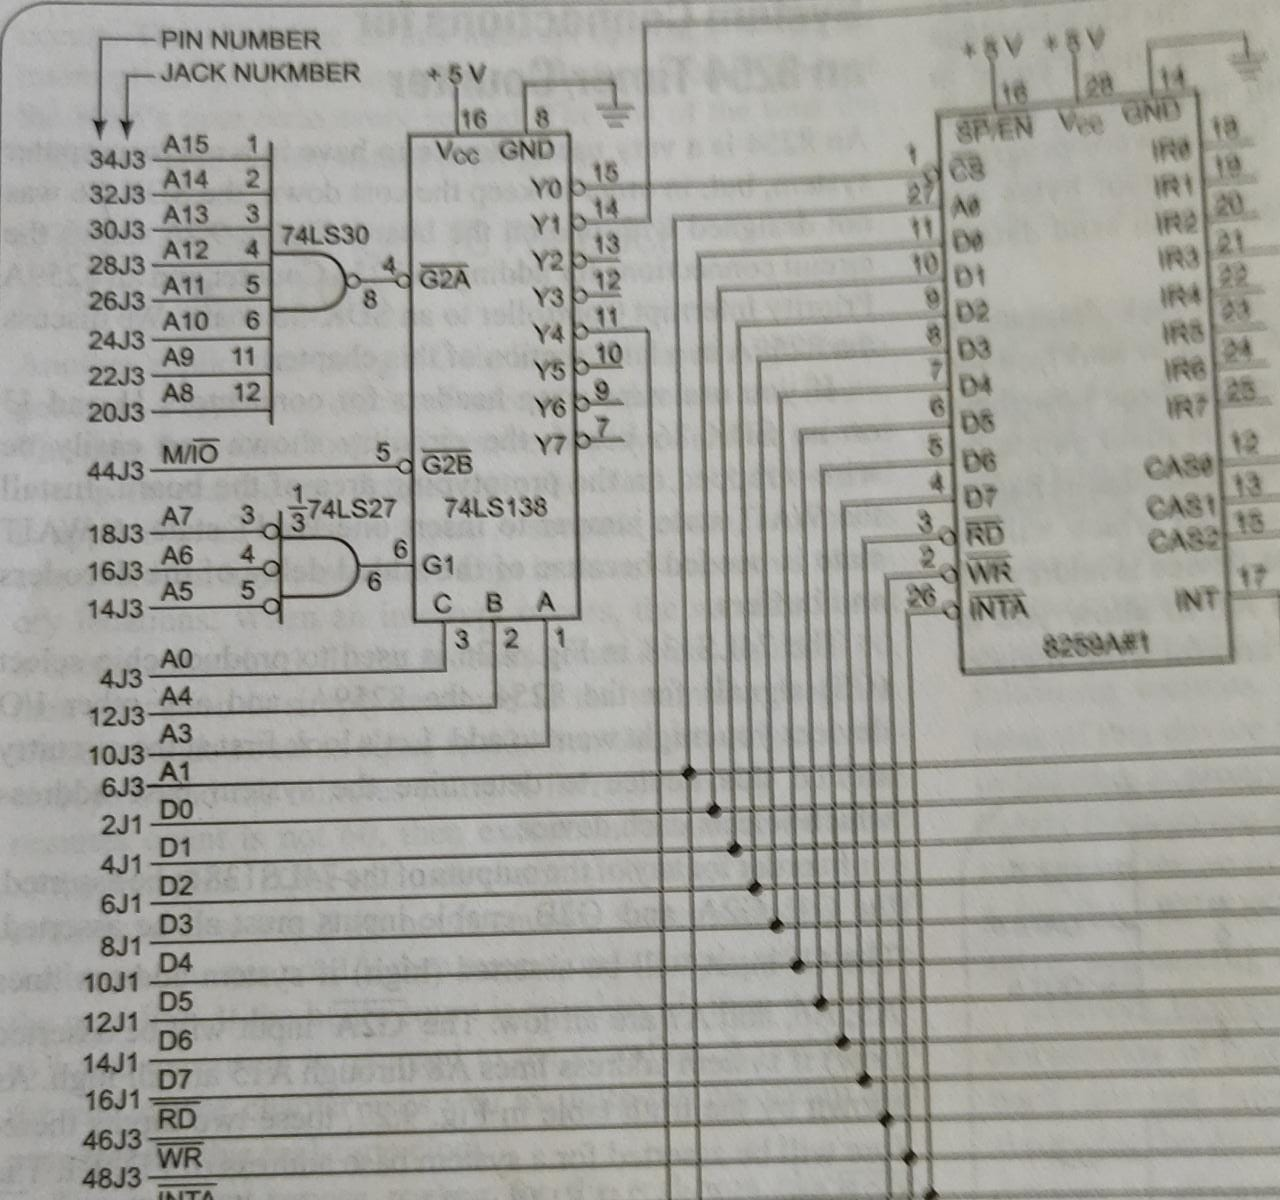 PIN NUMBER
JACK NUKMBER
+ 5 V
16
8
Vcc GND
34J3 A15 1
32J3 A14 2
30J3 A13 3
28J3 A12 4
26J3 A11 5
24J3 A10 6
22J3 A9 11
20J3 A8 12
74LS30
8
4 G2A
44J3 M/IO 5 G2B
74LS138
1/3 74LS27
18J3 A7 3
16J3 A6 4
14J3 A5 5
6
6 G1
C B A
3 2 1
Y0 15
Y1 14
Y2 13
Y3 12
Y4 11
Y5 10
Y6 9
Y7 7
4J3 A0
12J3 A4
10J3 A3
6J3 A1
2J1 D0
4J1 D1
6J1 D2
8J1 D3
10J1 D4
12J1 D5
14J1 D6
16J1 D7
46J3 RD
48J3 WR
INTA
+5V +5V
16 28 14
SP/EN Vcc GND
1 CS
27 A0
11 D0
10 D1
9 D2
8 D3
7 D4
6 D5
5 D6
4 D7
3 RD
2 WR
26 INTA
IR0 18
IR1 19
IR2 20
IR3 21
IR4 22
IR5 23
IR6 24
IR7 25
CAS0 12
CAS1 13
CAS2 15
INT 17
8259A#1